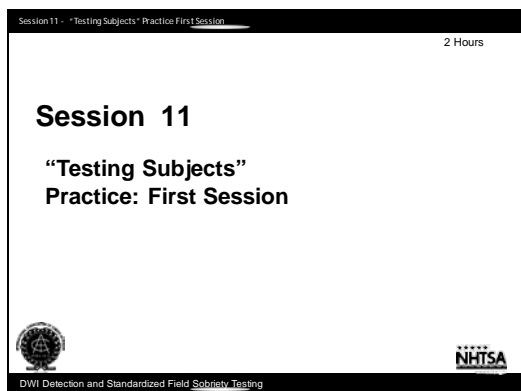 Session 11 - "Testing Subjects" Practice First Session
2 Hours
Session 11
“Testing Subjects”
Practice: First Session
NHTSA
DWI Detection and Standardized Field Sobriety Testing